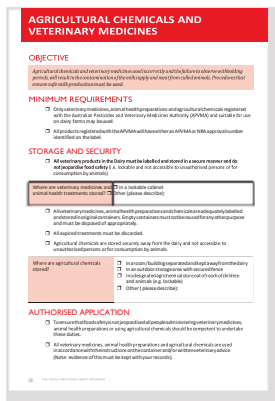 AGRICULTURAL CHEMICALS AND
VETERINARY MEDICINES
OBJECTIVE
Agricultural chemicals and veterinary medicines used incorrectly and the failure to observe withholding
periods, will result in the contamination of the milk supply and meat from culled animals. Procedures that
ensure safe milk production must be used.
MINIMUM REQUIREMENTS
☐ Only veterinary medicines, animal health preparations and agricultural chemicals registered
with the Australian Pesticides and Veterinary Medicines Authority (APVMA) and suitable for use
on dairy farms may be used.
☐ All products registered with the APVMA will have either an APVMA or NRA approval number
identified on the label.
STORAGE AND SECURITY
☐ All veterinary products in the Dairy must be labelled and stored in a secure manner and do
not jeopardise food safety (i.e. lockable and not accessible to unauthorised persons or for
consumption by animals)
Where are veterinary medicines and ☐ In a lockable cabinet
animal health treatments stored? ☐ Other (please describe):
☐ All veterinary medicines, animal health preparations and chemicals are adequately labelled
and stored in original containers. Empty containers must not be reused for any other purpose
and must be disposed of appropriately.
☐ All expired treatments must be discarded.
☐ Agricultural chemicals are stored securely away from the dairy and not accessible to
unauthorised persons or for consumption by animals.
Where are agricultural chemicals ☐ In a room / building separated and kept away from the dairy
stored? ☐ In an outdoor storage area with secured fence
☐ In a designated agrichemical store out of reach of children
and animals (e.g. lockable)
☐ Other ( please describe):
AUTHORISED APPLICATION
☐ To ensure that food safety is not jeopardised all people administering veterinary medicines,
animal health preparations or using agricultural chemicals should be competent to undertake
these duties.
☐ All veterinary medicines, animal health preparations and agricultural chemicals are used
in accordance with the instructions on the container and/or written veterinary advice
(Note: evidence of this must be kept with your records).